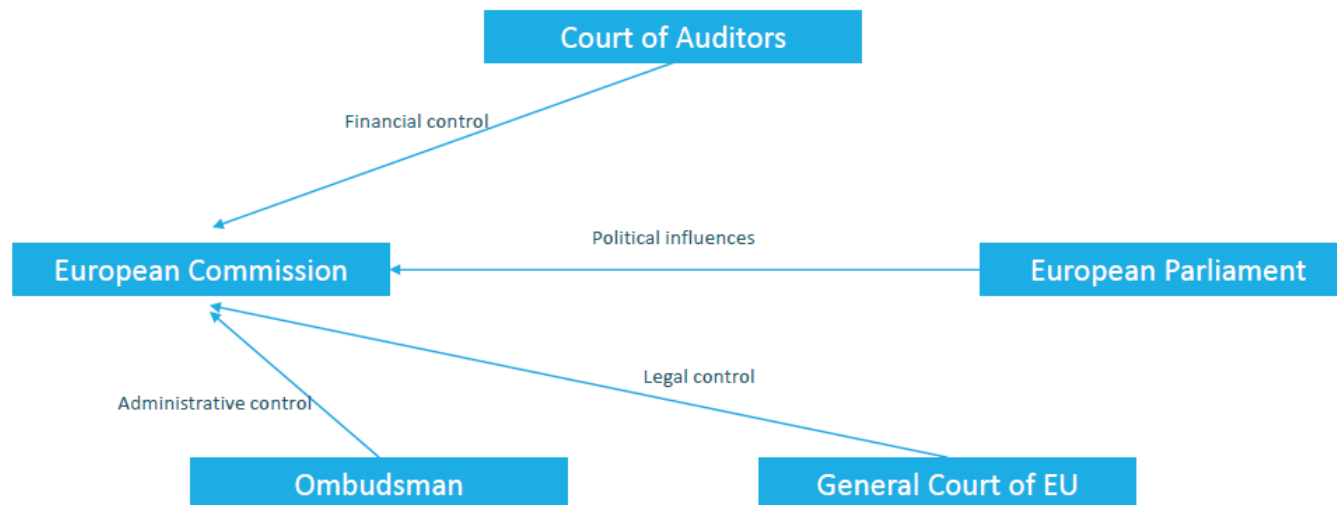 Court of Auditors
Financial control
Political influences
European Commission
European Parliament
Legal control
Administrative control
Ombudsman
General Court of EU